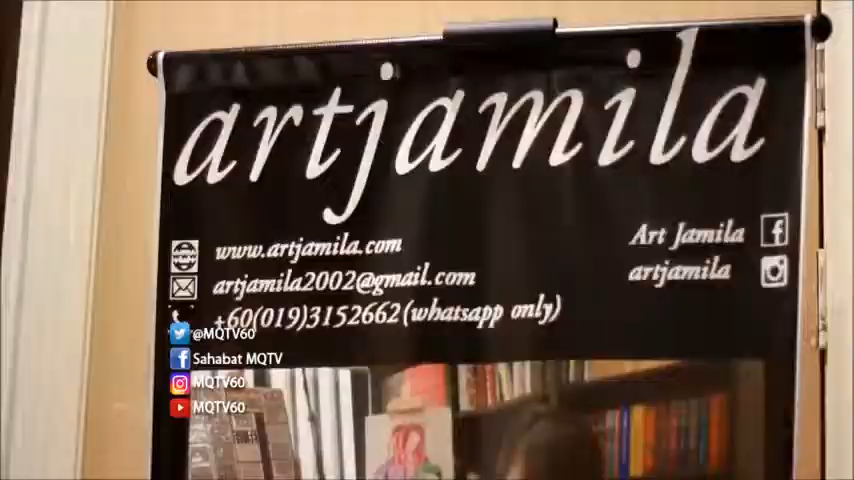 artjamila
www.artjamila.com
artjamila2002@gmail.com
+60(019)3152662(whatsapp only)
Art Jamila
artjamila
@MQTV60
Sahabat MQTV
MQTV60
MQTV60